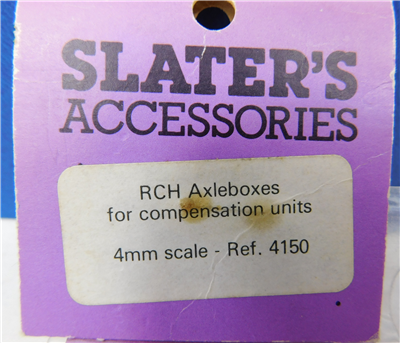 SLATER'S
ACCESSORIES
RCH Axleboxes
for compensation units
4mm scale - Ref. 4150